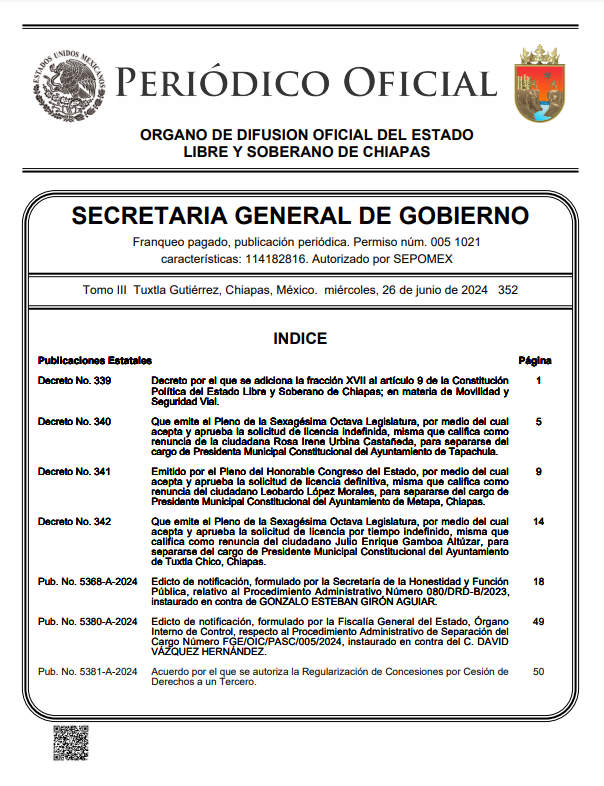 ESTADOS UNIDOS MEXICANOS
PERIÓDICO OFICIAL
ORGANO DE DIFUSION OFICIAL DEL ESTADO
LIBRE Y SOBERANO DE CHIAPAS
SECRETARIA GENERAL DE GOBIERNO
Franqueo pagado, publicación periódica. Permiso núm. 005 1021
características: 114182816. Autorizado por SEPOMEX
Tomo III Tuxtla Gutiérrez, Chiapas, México. miércoles, 26 de junio de 2024 352
INDICE
Publicaciones Estatales Página
Decreto No. 339 Decreto por el que se adiciona la fracción XVII al artículo 9 de la Constitución 1
Política del Estado Libre y Soberano de Chiapas; en materia de Movilidad y
Seguridad Vial.
Decreto No. 340 Que emite el Pleno de la Sexagésima Octava Legislatura, por medio del cual 5
acepta y aprueba la solicitud de licencia indefinida, misma que califica como
renuncia de la ciudadana Rosa Irene Urbina Castañeda, para separarse del
cargo de Presidenta Municipal Constitucional del Ayuntamiento de Tapachula.
Decreto No. 341 Emitido por el Pleno del Honorable Congreso del Estado, por medio del cual 9
acepta y aprueba la solicitud de licencia definitiva, misma que califica como
renuncia del ciudadano Leobardo López Morales, para separarse del cargo de
Presidente Municipal Constitucional del Ayuntamiento de Metapa, Chiapas.
Decreto No. 342 Que emite el Pleno de la Sexagésima Octava Legislatura, por medio del cual 14
acepta y aprueba la solicitud de licencia por tiempo indefinido, misma que
califica como renuncia del ciudadano Julio Enrique Gamboa Altúzar, para
separarse del cargo de Presidente Municipal Constitucional del Ayuntamiento
de Tuxtla Chico, Chiapas.
Pub. No. 5368-A-2024 Edicto de notificación, formulado por la Secretaría de la Honestidad y Función 18
Pública, relativo al Procedimiento Administrativo Número 080/DRD-B/2023,
instaurado en contra de GONZALO ESTEBAN GIRÓN AGUIAR.
Pub. No. 5380-A-2024 Edicto de notificación, formulado por la Fiscalía General del Estado, Órgano 49
Interno de Control, respecto al Procedimiento Administrativo de Separación del
Cargo Número FGE/OIC/PASC/005/2024, instaurado en contra del C. DAVID
VÁZQUEZ HERNÁNDEZ.
Pub. No. 5381-A-2024 Acuerdo por el que se autoriza la Regularización de Concesiones por Cesión de 50
Derechos a un Tercero.